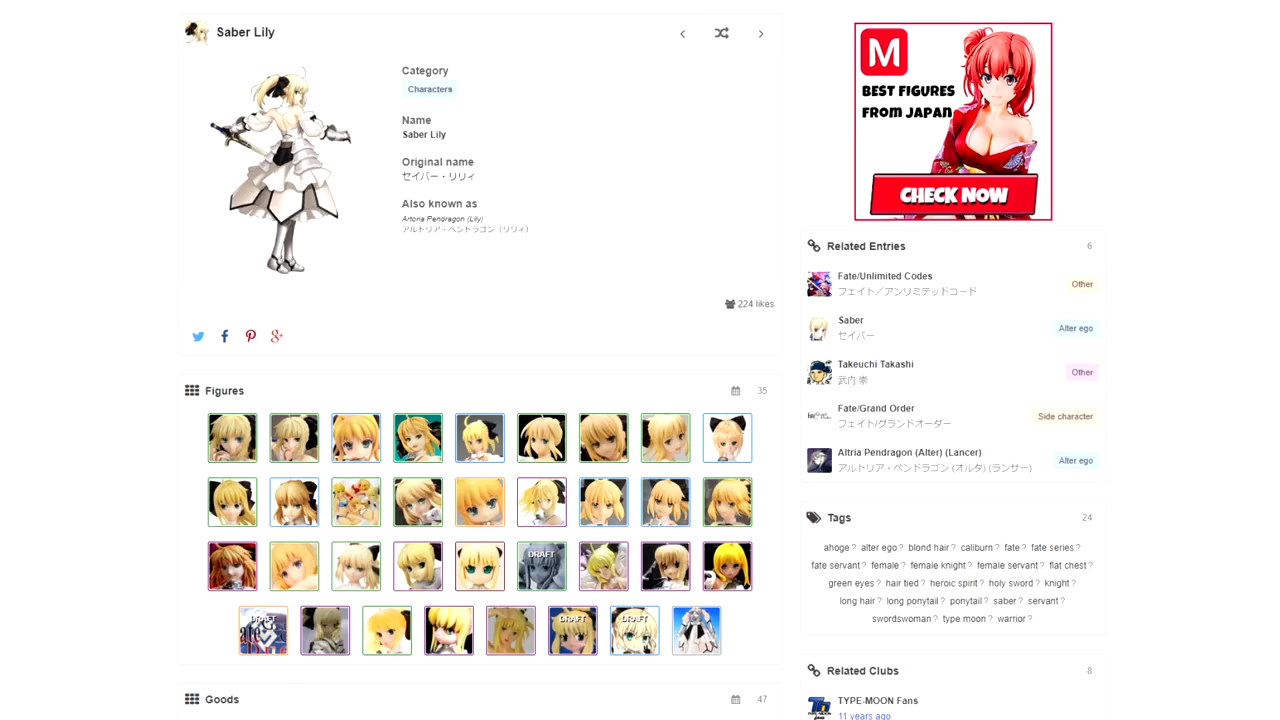 Saber Lily
Category
Characters
Name
Saber Lily
Original name
セイバー・リリィ
Also known as
Artoria Pendragon (Lily)
アルトリア・ペンドラゴン（リリィ）
224 likes
Figures
35
DRAFT
DRAFT
DRAFT
DRAFT
Goods
47
M
BEST FIGURES
FROM JAPAN
CHECK NOW
Related Entries
6
Fate/Unlimited Codes
フェイト／アンリミテッドコード
Other
Saber
セイバー
Alter ego
Takeuchi Takashi
武内 崇
Other
Fate/Grand Order
フェイト/グランドオーダー
Side character
Altria Pendragon (Alter) (Lancer)
アルトリア・ペンドラゴン (オルタ) (ランサー)
Alter ego
Tags
24
ahoge ? alter ego ? blond hair ? caliburn ? fate ? fate series ?
fate servant ? female ? female knight ? female servant ? flat chest ?
green eyes ? hair tied ? heroic spirit ? holy sword ? knight ?
long hair ? long ponytail ? ponytail ? saber ? servant ?
swordswoman ? type moon ? warrior ?
Related Clubs
8
TYPE-MOON Fans
11 years ago